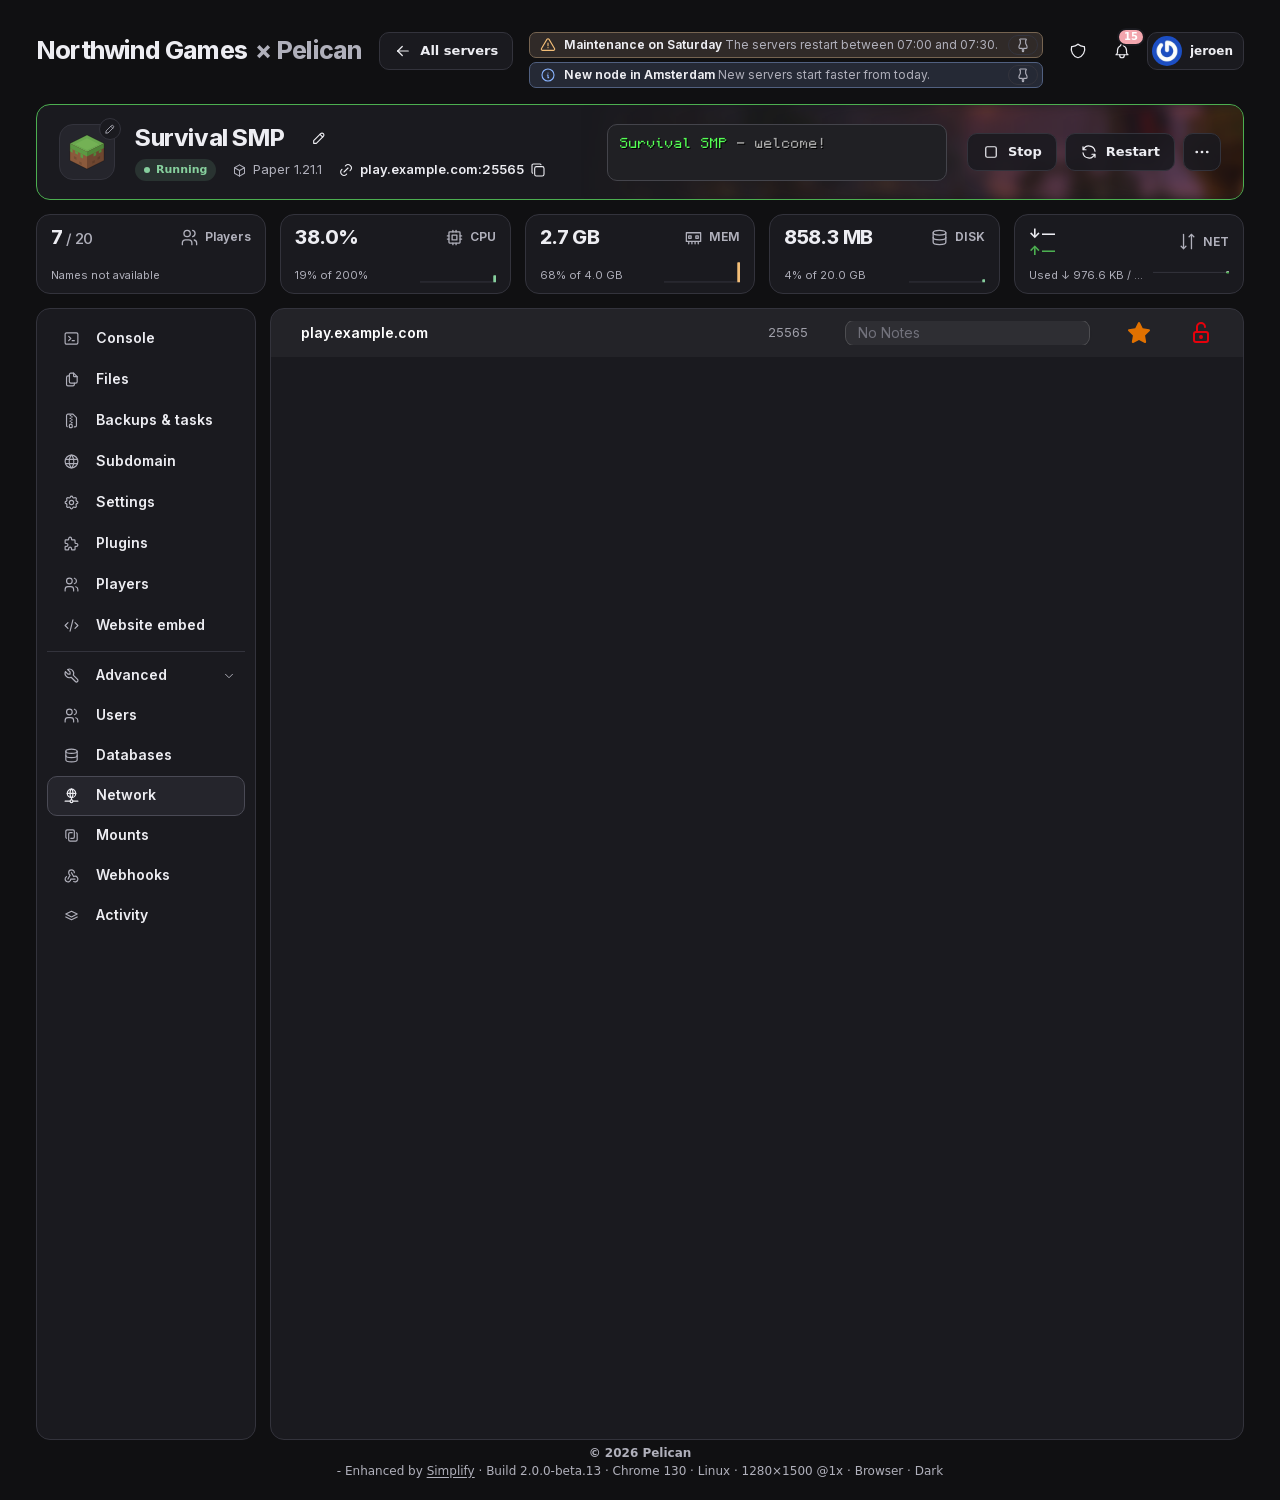 Northwind Games × Pelican
All servers
Maintenance on Saturday The servers restart between 07:00 and 07:30.
New node in Amsterdam New servers start faster from today.
15
jeroen
Survival SMP
Running
Paper 1.21.1
play.example.com:25565
Survival SMP - welcome!
Stop
Restart
7 / 20
Players
Names not available
38.0%
CPU
19% of 200%
2.7 GB
MEM
68% of 4.0 GB
858.3 MB
DISK
4% of 20.0 GB
↓—
↑—
NET
Used ↓ 976.6 KB / ...
Console
Files
Backups & tasks
Subdomain
Settings
Plugins
Players
Website embed
Advanced
Users
Databases
Network
Mounts
Webhooks
Activity
play.example.com
25565
No Notes
© 2026 Pelican
- Enhanced by Simplify · Build 2.0.0-beta.13 · Chrome 130 · Linux · 1280×1500 @1x · Browser · Dark